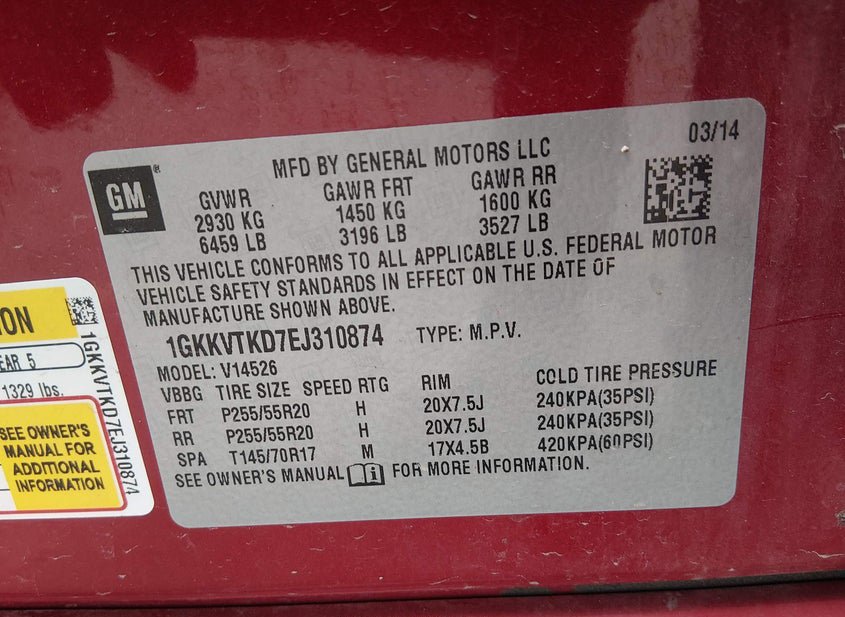 03/14
MFD BY GENERAL MOTORS LLC
GM
GVWR GAWR FRT GAWR RR
2930 KG 1450 KG 1600 KG
6459 LB 3196 LB 3527 LB
THIS VEHICLE CONFORMS TO ALL APPLICABLE U.S. FEDERAL MOTOR
VEHICLE SAFETY STANDARDS IN EFFECT ON THE DATE OF
MANUFACTURE SHOWN ABOVE.
1GKKVTKD7EJ310874 TYPE: M.P.V.
MODEL: V14526
VBBG TIRE SIZE SPEED RTG RIM COLD TIRE PRESSURE
FRT P255/55R20 H 20X7.5J 240KPA(35PSI)
RR P255/55R20 H 20X7.5J 240KPA(35PSI)
SPA T145/70R17 M 17X4.5B 420KPA(60PSI)
SEE OWNER'S MANUAL FOR MORE INFORMATION.
ION
EAR 5
1329 lbs.
SEE OWNER'S
MANUAL FOR
ADDITIONAL
INFORMATION
1GKKVTKD7EJ310874